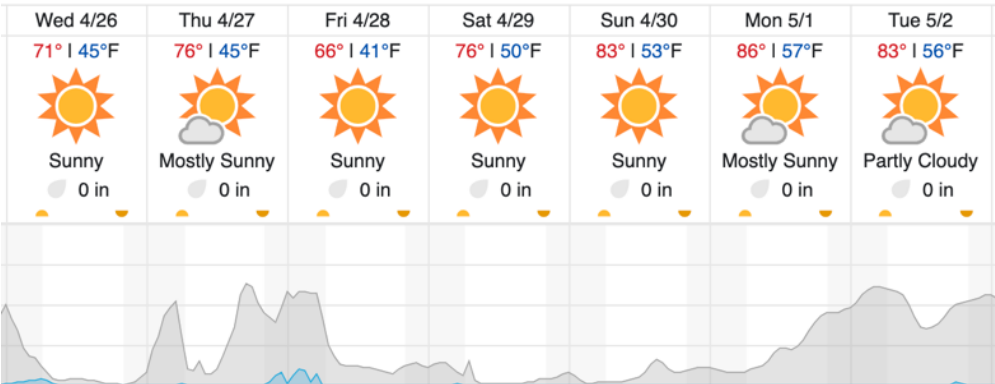 Wed 4/26 Thu 4/27 Fri 4/28 Sat 4/29 Sun 4/30 Mon 5/1 Tue 5/2
71° | 45°F 76° | 45°F 66° | 41°F 76° | 50°F 83° | 53°F 86° | 57°F 83° | 56°F
Sunny Mostly Sunny Sunny Sunny Sunny Mostly Sunny Partly Cloudy
0 in 0 in 0 in 0 in 0 in 0 in 0 in